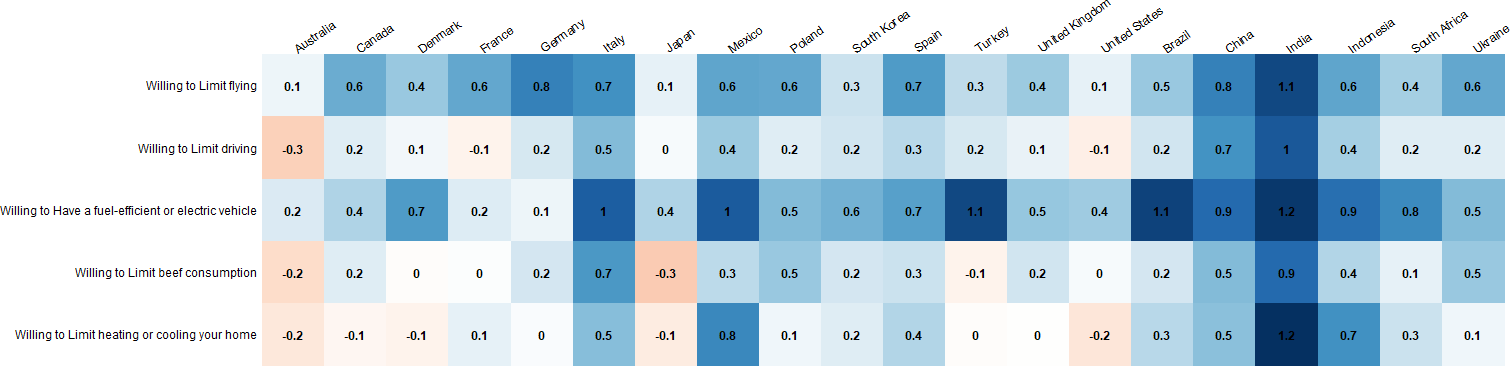 Australia Canada Denmark France Germany Italy Japan Mexico Poland South Korea Spain Turkey United Kingdom United States Brazil China India Indonesia South Africa Ukraine
Willing to Limit flying 0.1 0.6 0.4 0.6 0.8 0.7 0.1 0.6 0.6 0.3 0.7 0.3 0.4 0.1 0.5 0.8 1.1 0.6 0.4 0.6
Willing to Limit driving -0.3 0.2 0.1 -0.1 0.2 0.5 0 0.4 0.2 0.2 0.3 0.2 0.1 -0.1 0.2 0.7 1 0.4 0.2 0.2
Willing to Have a fuel-efficient or electric vehicle 0.2 0.4 0.7 0.2 0.1 1 0.4 1 0.5 0.6 0.7 1.1 0.5 0.4 1.1 0.9 1.2 0.9 0.8 0.5
Willing to Limit beef consumption -0.2 0.2 0 0 0.2 0.7 -0.3 0.3 0.5 0.2 0.3 -0.1 0.2 0 0.2 0.5 0.9 0.4 0.1 0.5
Willing to Limit heating or cooling your home -0.2 -0.1 -0.1 0.1 0 0.5 -0.1 0.8 0.1 0.2 0.4 0 0 -0.2 0.3 0.5 1.2 0.7 0.3 0.1